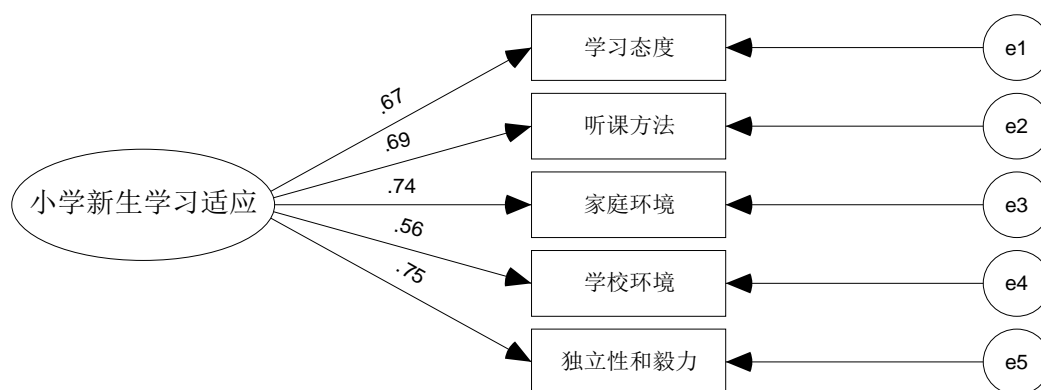 学习态度
e1
.67
听课方法
e2
.69
小学新生学习适应
.74
家庭环境
e3
.56
学校环境
e4
.75
独立性和毅力
e5